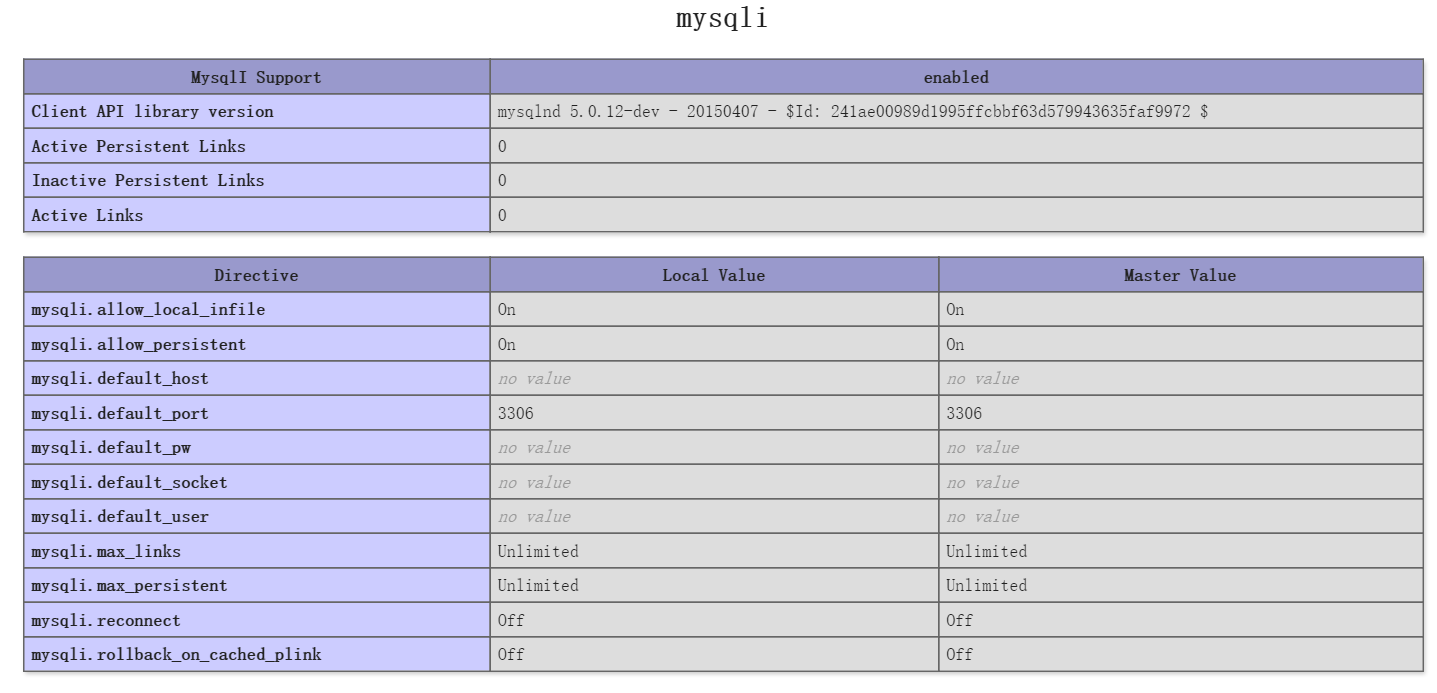 mysqli
MysqlI Support enabled
Client API library version mysqlnd 5.0.12-dev - 20150407 - $Id: 241ae00989d1995ffcbbf63d579943635faf9972 $
Active Persistent Links 0
Inactive Persistent Links 0
Active Links 0
Directive Local Value Master Value
mysqli.allow_local_infile On On
mysqli.allow_persistent On On
mysqli.default_host no value no value
mysqli.default_port 3306 3306
mysqli.default_pw no value no value
mysqli.default_socket no value no value
mysqli.default_user no value no value
mysqli.max_links Unlimited Unlimited
mysqli.max_persistent Unlimited Unlimited
mysqli.reconnect Off Off
mysqli.rollback_on_cached_plink Off Off